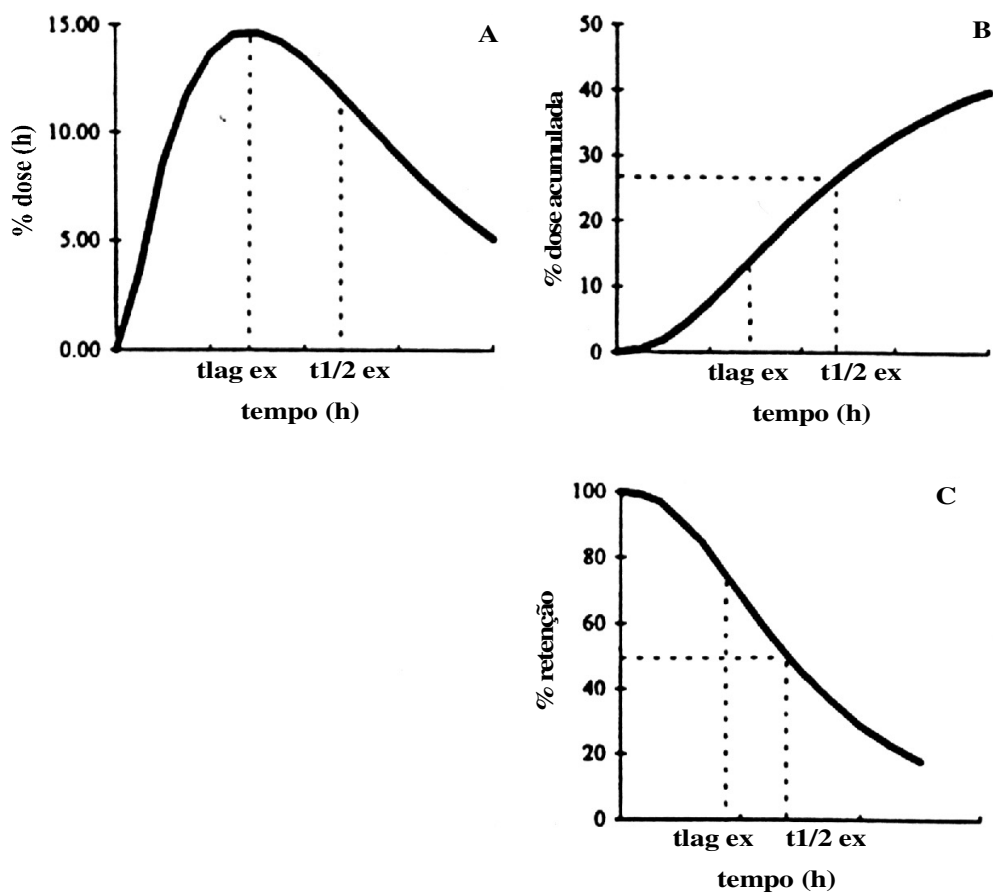 A
% dose (h)
15.00
10.00
5.00
0.00
tlag ex
t1/2 ex
tempo (h)
B
% dose acumulada
50
40
30
20
10
0
tlag ex
t1/2 ex
tempo (h)
C
% retenção
100
80
60
40
20
0
tlag ex
t1/2 ex
tempo (h)